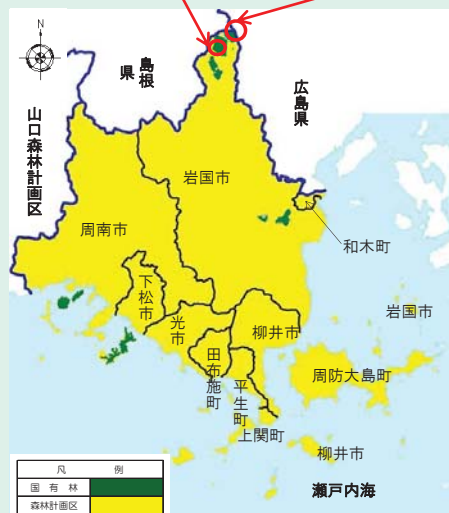 N
島根県
広島県
山口森林計画区
岩国市
周南市
和木町
下松市
岩国市
光市
柳井市
田布施町
周防大島町
平生町
上関町
柳井市
瀬戸内海
凡 例
国有林
森林計画区